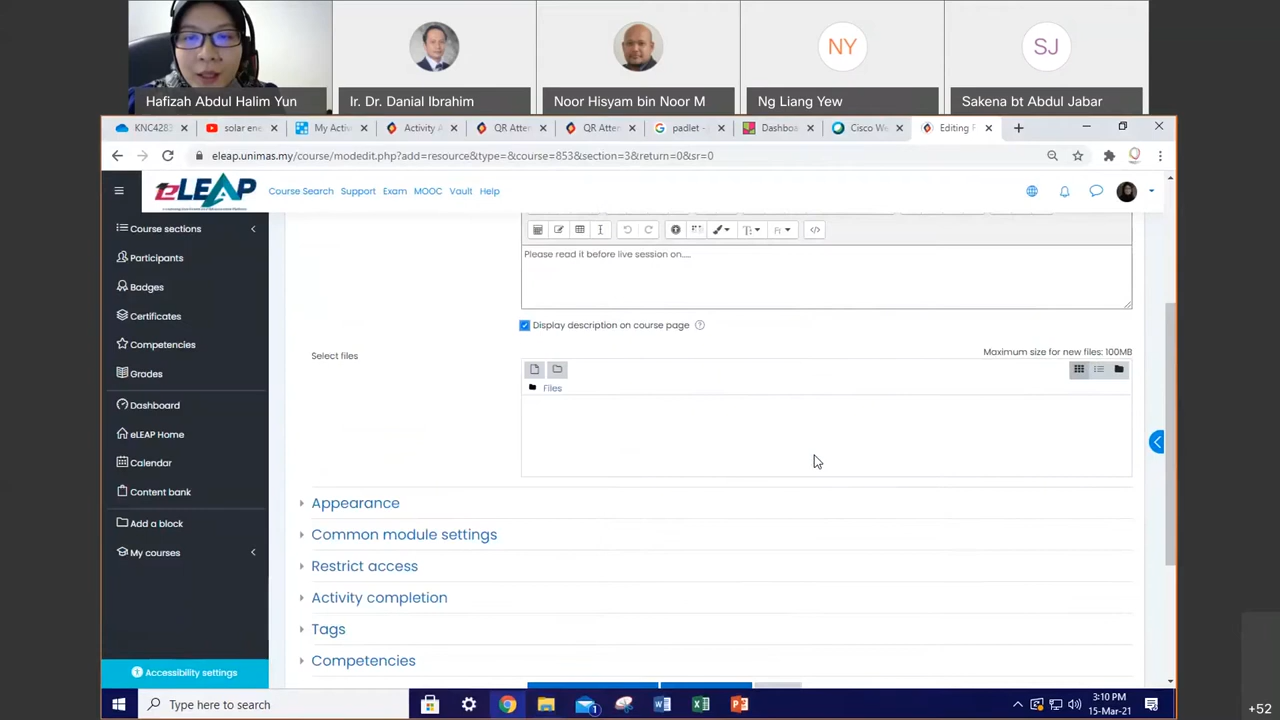 Hafizah Abdul Halim Yun
Ir. Dr. Danial Ibrahim
Noor Hisyam bin Noor M
NY
Ng Liang Yew
SJ
Sakena bt Abdul Jabar
KNC4283
solar ene
My Activ
Activity A
QR Atten
QR Atten
padlet -
Dashboa
Cisco We
Editing F
eleap.unimas.my/course/modedit.php?add=resource&type=&course=853&section=3&return=0&sr=0
eLEAP
Course Search
Support
Exam
MOOC
Vault
Help
Course sections
Participants
Badges
Certificates
Competencies
Grades
Dashboard
eLEAP Home
Calendar
Content bank
Add a block
My courses
Accessibility settings
Please read it before live session on.....
Display description on course page
Select files
Maximum size for new files: 100MB
Files
Appearance
Common module settings
Restrict access
Activity completion
Tags
Competencies
Type here to search
1
3:10 PM
15-Mar-21
+52